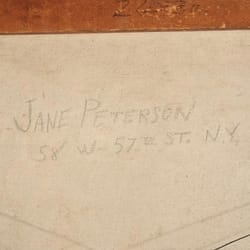 JANE PETERSON
58 W- 57TH ST. N.Y.